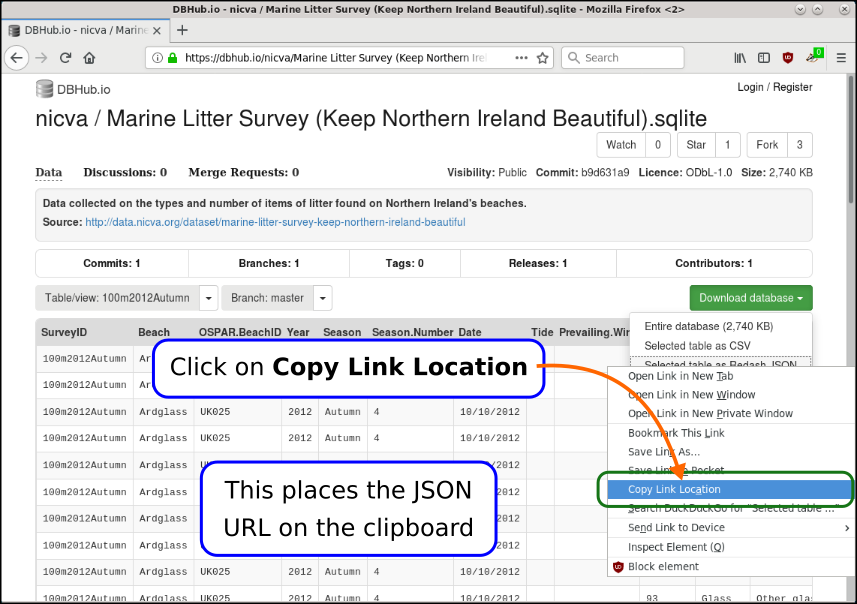 DBHub.io - nicva / Marine Litter Survey (Keep Northern Ireland Beautiful).sqlite - Mozilla Firefox <2>
DBHub.io - nicva / Marine
https://dbhub.io/nicva/Marine Litter Survey (Keep Northern Irel
Search
0
DBHub.io
Login / Register
nicva / Marine Litter Survey (Keep Northern Ireland Beautiful).sqlite
Watch 0 Star 1 Fork 3
Data Discussions: 0 Merge Requests: 0 Visibility: Public Commit: b9d631a9 Licence: ODbL-1.0 Size: 2,740 KB
Data collected on the types and number of items of litter found on Northern Ireland's beaches.
Source: http://data.nicva.org/dataset/marine-litter-survey-keep-northern-ireland-beautiful
Commits: 1 Branches: 1 Tags: 0 Releases: 1 Contributors: 1
Table/view: 100m2012Autumn Branch: master Download database
Entire database (2,740 KB)
Selected table as CSV
Selected table as Redash JSON
SurveyID Beach OSPAR.BeachID Year Season Season.Number Date Tide Prevailing.Wir
100m2012Autumn Ar
100m2012Autumn Ar
100m2012Autumn Ardglass UK025 2012 Autumn 4 10/10/2012
100m2012Autumn Ardglass UK025 2012 Autumn 4 10/10/2012
100m2012Autumn Ardglass
100m2012Autumn Ardglass
100m2012Autumn Ardglass
100m2012Autumn Ardglass
100m2012Autumn Ardglass UK025 2012 Autumn 4 10/10/2012
100m2012Autumn Ardglass UK025 2012 Autumn 4 10/10/2012 93 Glass Other glas
Click on Copy Link Location
This places the JSON
URL on the clipboard
Open Link in New Tab
Open Link in New Window
Open Link in New Private Window
Bookmark This Link
Save Link As...
Save Link to Pocket
Copy Link Location
Search DuckDuckGo for "Selected table ..."
Send Link to Device
Inspect Element (Q)
Block element